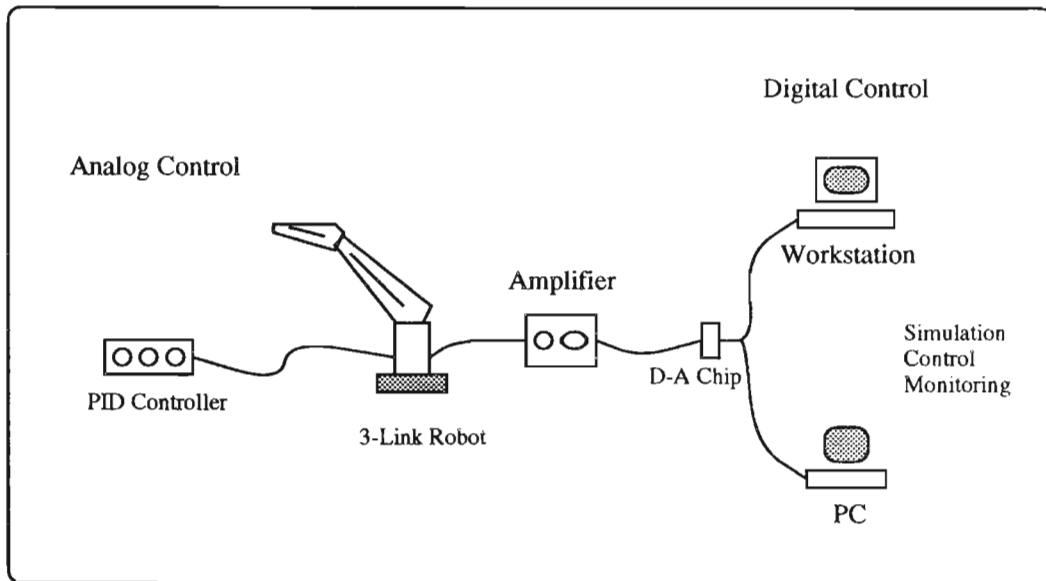 Digital Control
Analog Control
Workstation
Amplifier
Simulation
Control
Monitoring
D-A Chip
PID Controller
3-Link Robot
PC